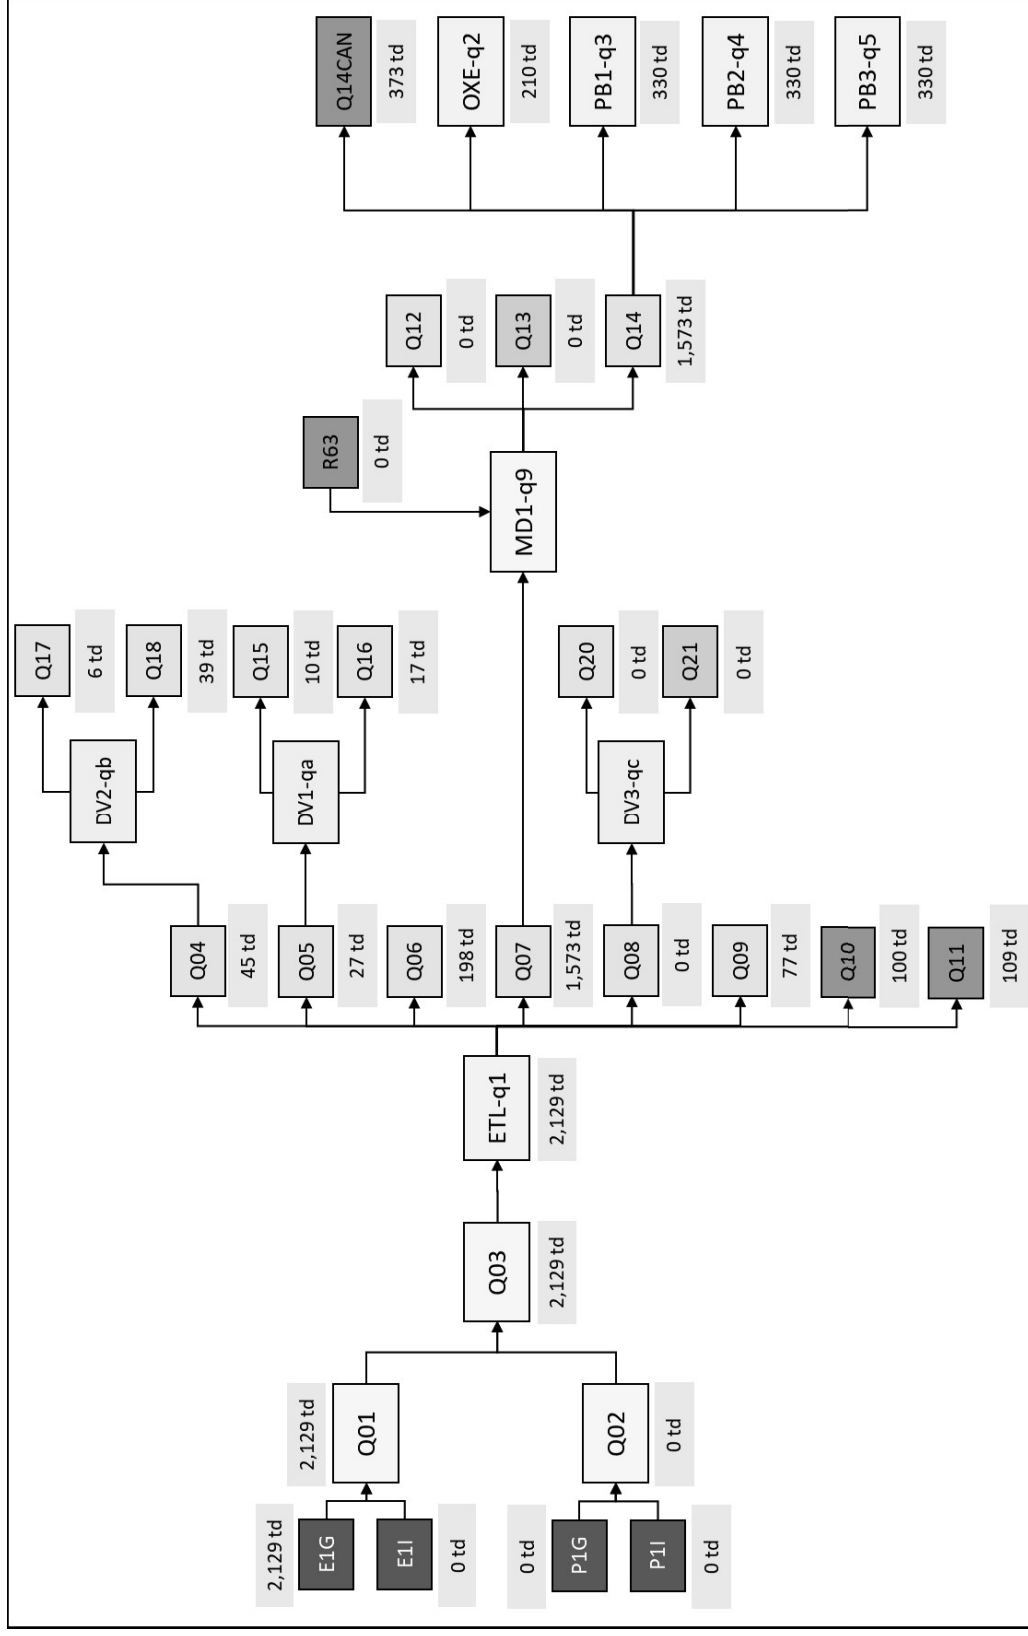 E1G
2,129 td
E1I
0 td
P1G
0 td
P1I
0 td
Q01
2,129 td
Q02
0 td
Q03
2,129 td
ETL-q1
2,129 td
Q04
45 td
Q05
27 td
Q06
198 td
Q07
1,573 td
Q08
0 td
Q09
77 td
Q10
100 td
Q11
109 td
DV2-qb
DV1-qa
DV3-qc
Q17
6 td
Q18
39 td
Q15
10 td
Q16
17 td
Q20
0 td
Q21
0 td
R63
0 td
MD1-q9
Q12
0 td
Q13
0 td
Q14
1,573 td
Q14CAN
373 td
OXE-q2
210 td
PB1-q3
330 td
PB2-q4
330 td
PB3-q5
330 td